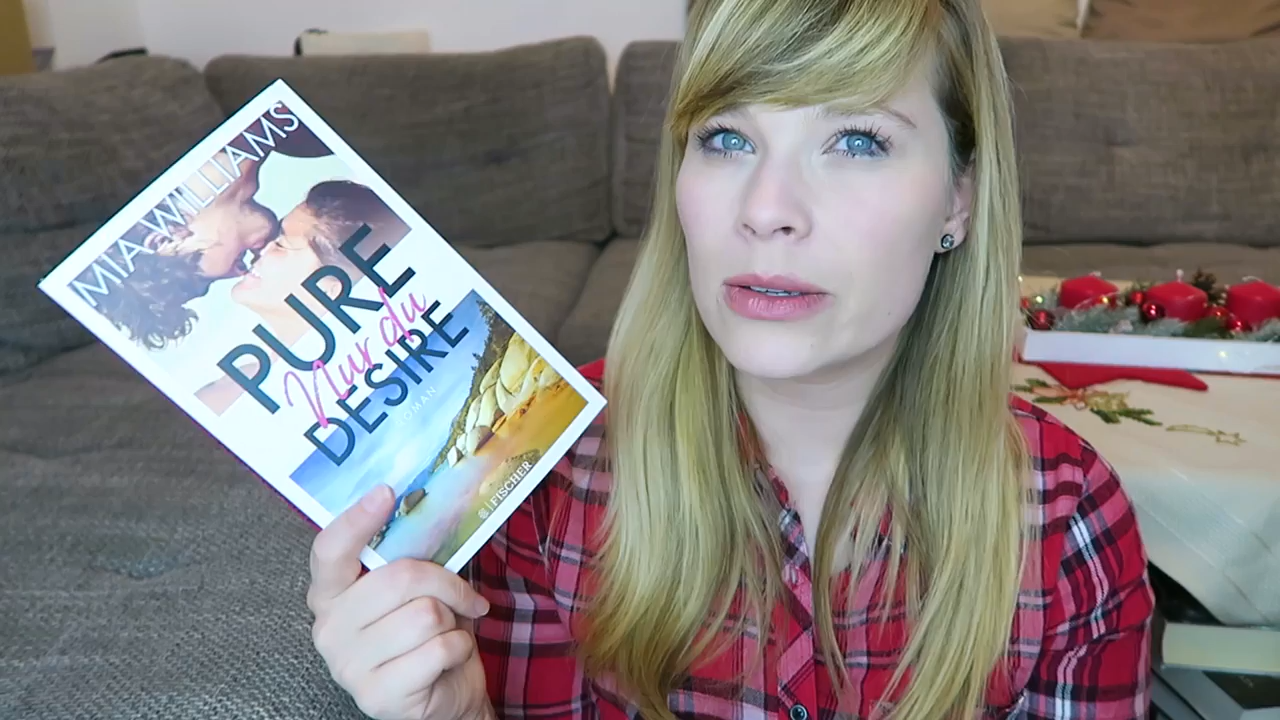 MIA WILLIAMS
PURE
Nur du
DESIRE
ROMAN
FISCHER